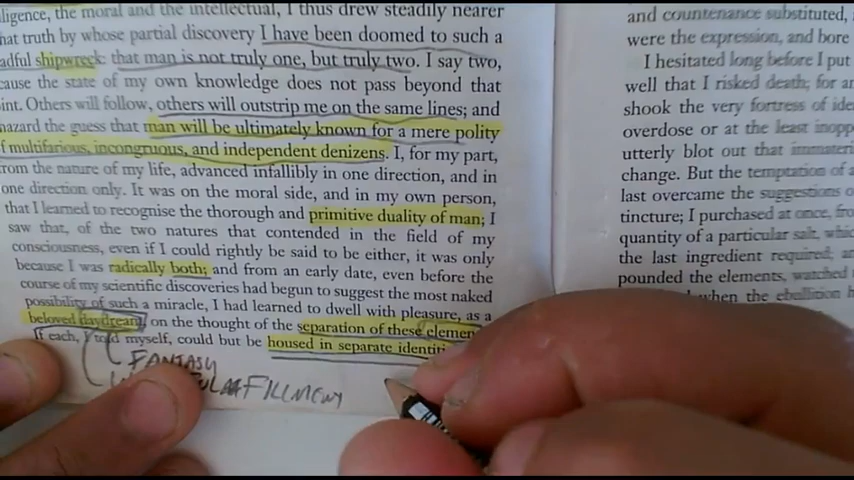 lligence, the moral and the intellectual, I thus drew steadily nearer
hat truth by whose partial discovery I have been doomed to such a
adful shipwreck: that man is not truly one, but truly two. I say two,
cause the state of my own knowledge does not pass beyond that
int. Others will follow, others will outstrip me on the same lines; and
hazard the guess that man will be ultimately known for a mere polity
f multifarious, incongruous, and independent denizens. I, for my part,
from the nature of my life, advanced infallibly in one direction, and in
one direction only. It was on the moral side, and in my own person,
that I learned to recognise the thorough and primitive duality of man; I
saw that, of the two natures that contended in the field of my
consciousness, even if I could rightly be said to be either, it was only
because I was radically both; and from an early date, even before the
course of my scientific discoveries had begun to suggest the most naked
possibility of such a miracle, I had learned to dwell with pleasure, as a
beloved daydream, on the thought of the separation of these elemen
If each, I told myself, could but be housed in separate identiti
FANTASY
FILLMENT
and countenance substituted,
were the expression, and bore
I hesitated long before I put
well that I risked death; for an
shook the very fortress of ide
overdose or at the least inopp
utterly blot out that immateri
change. But the temptation of a
last overcame the suggestions o
tincture; I purchased at once, fro
quantity of a particular salt, whic
the last ingredient required; an
pounded the elements, watched
when the ebullition h